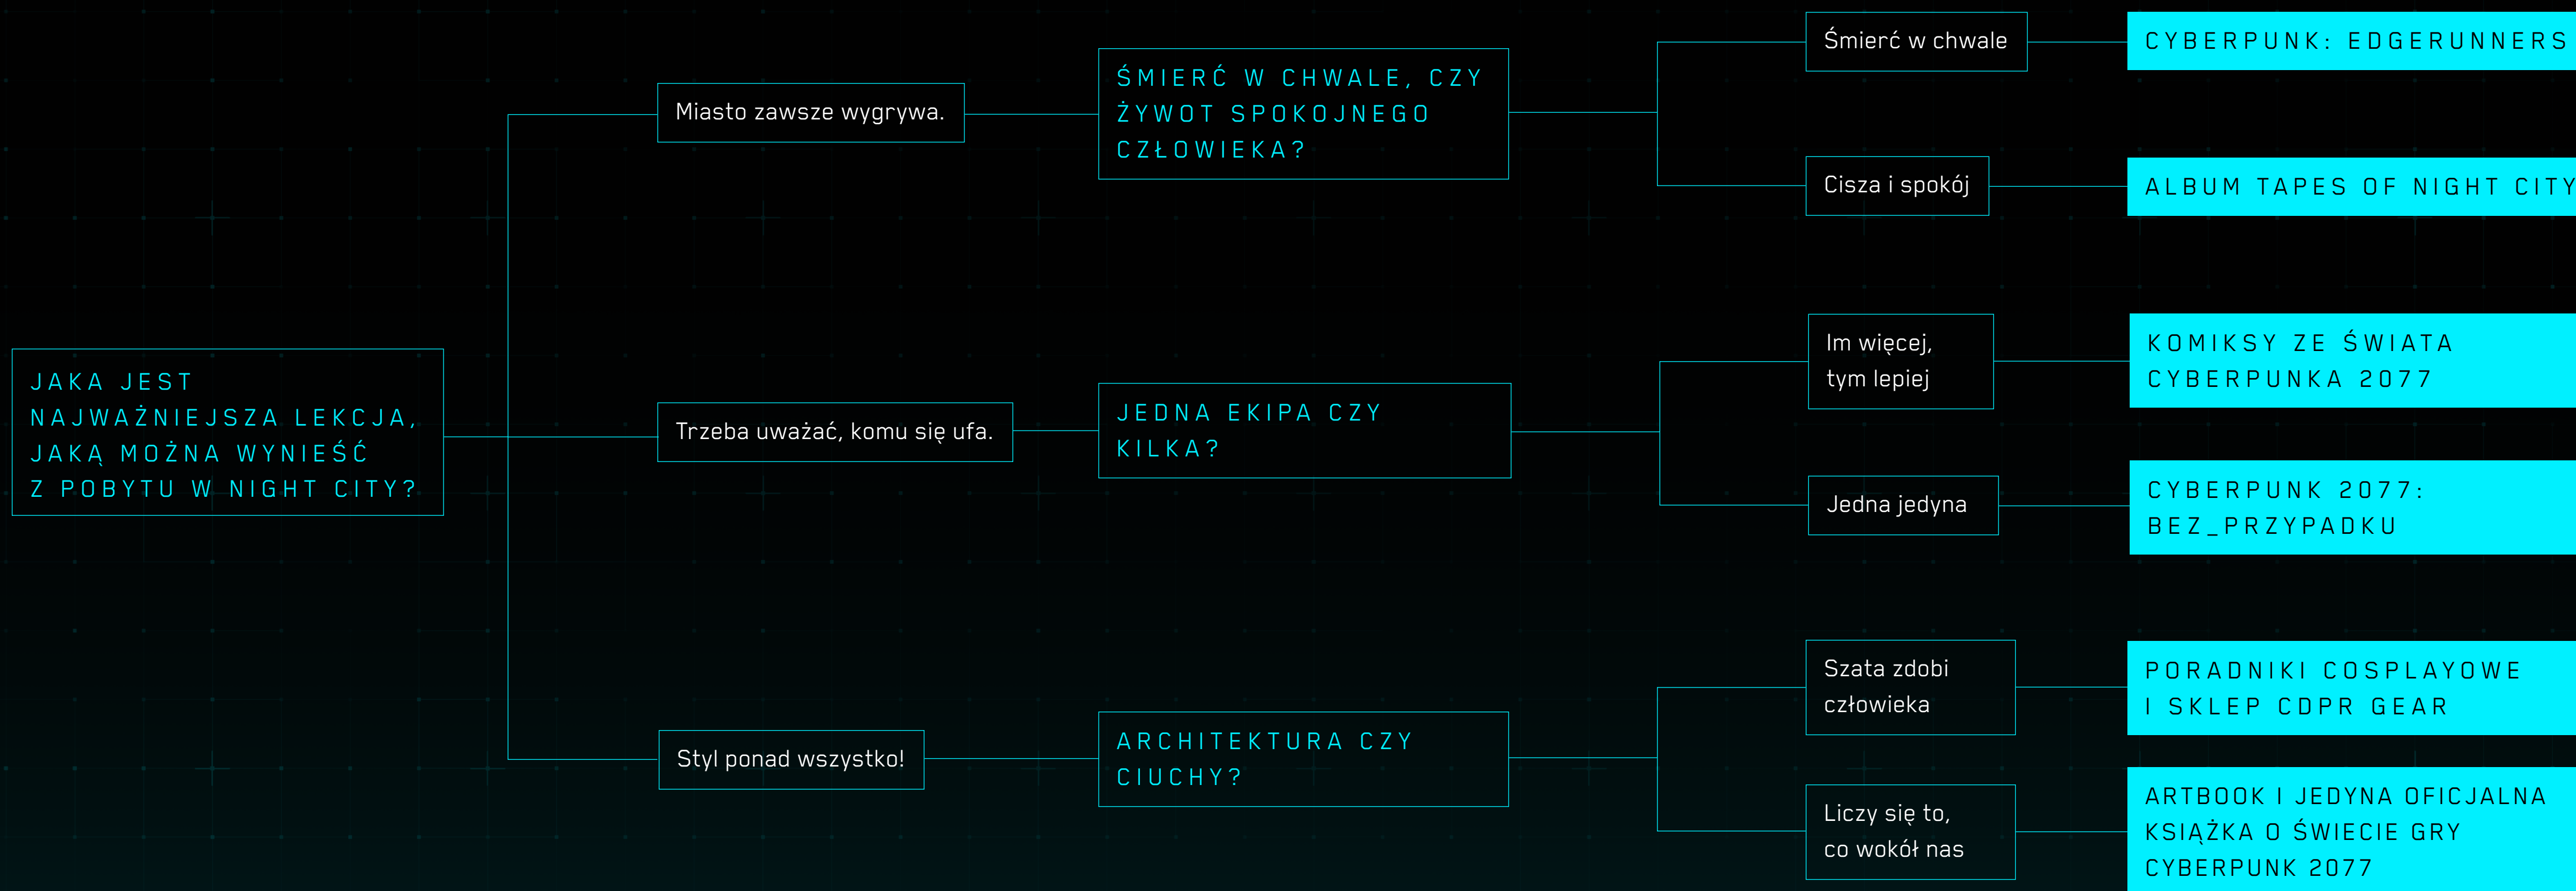 JAKA JEST
NAJWAŻNIEJSZA LEKCJA,
JAKĄ MOŻNA WYNIEŚĆ
Z POBYTU W NIGHT CITY?
Miasto zawsze wygrywa.
ŚMIERĆ W CHWALE, CZY
ŻYWOT SPOKOJNEGO
CZŁOWIEKA?
Śmierć w chwale
CYBERPUNK: EDGERUNNERS
Cisza i spokój
ALBUM TAPES OF NIGHT CITY
Trzeba uważać, komu się ufa.
JEDNA EKIPA CZY
KILKA?
Im więcej,
tym lepiej
KOMIKSY ZE ŚWIATA
CYBERPUNKA 2077
Jedna jedyna
CYBERPUNK 2077:
BEZ_PRZYPADKU
Styl ponad wszystko!
ARCHITEKTURA CZY
CIUCHY?
Szata zdobi
człowieka
PORADNIKI COSPLAYOWE
I SKLEP CDPR GEAR
Liczy się to,
co wokół nas
ARTBOOK I JEDYNA OFICJALNA
KSIĄŻKA O ŚWIECIE GRY
CYBERPUNK 2077